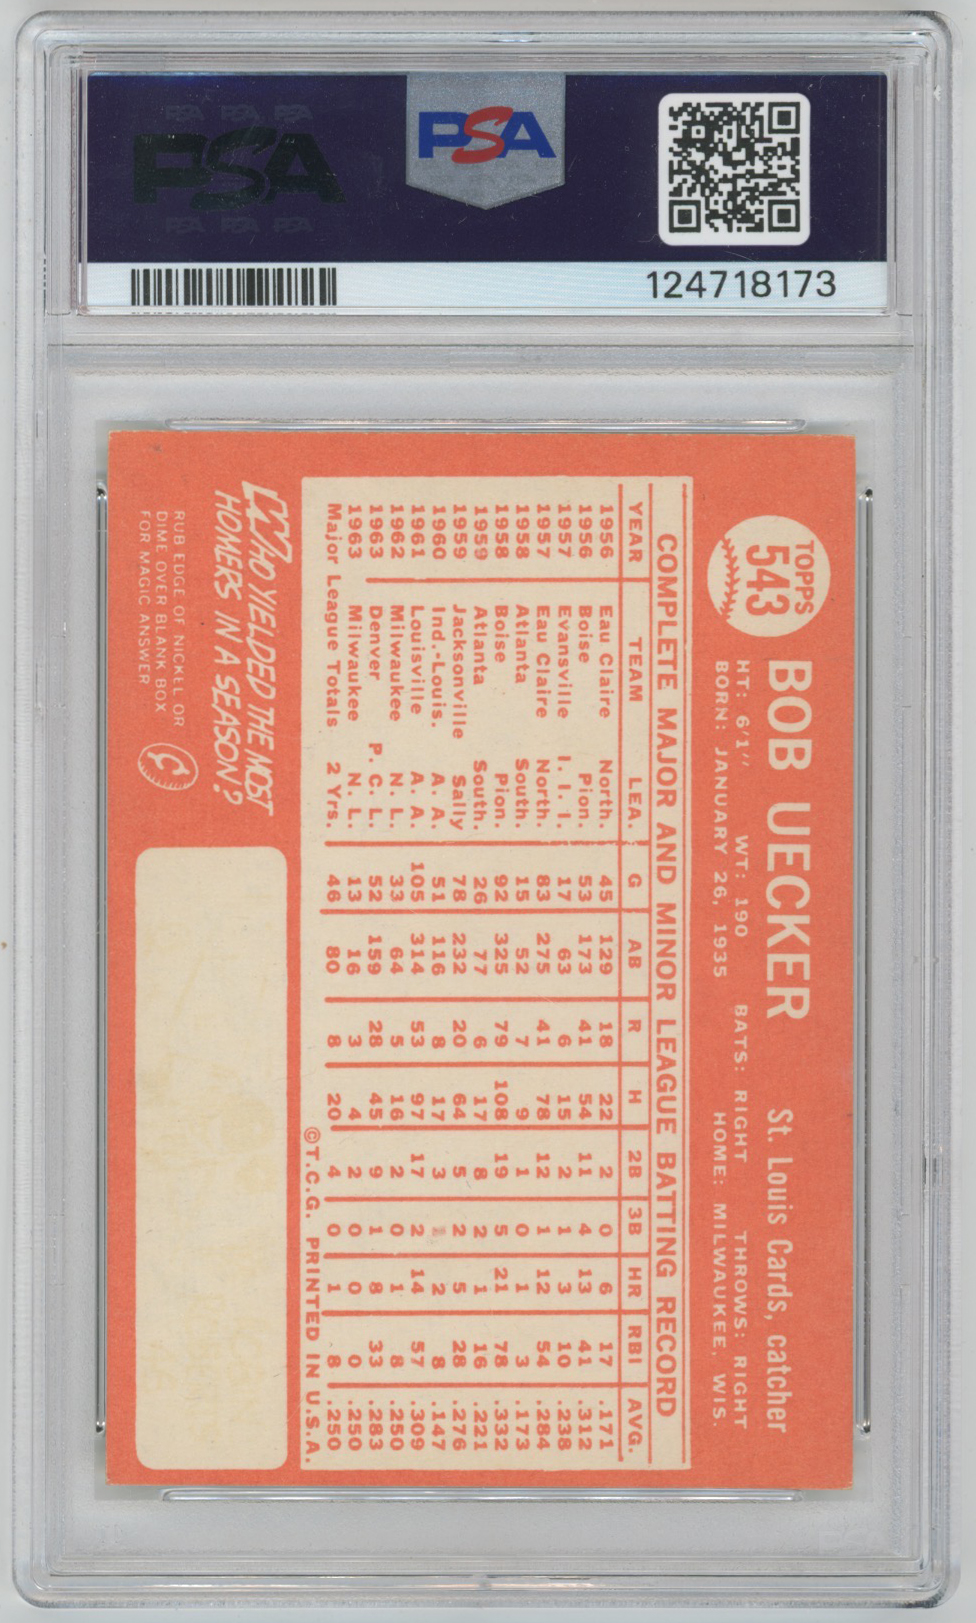 PSA PSA PSA
PSA
PSA PSA PSA
PSA
124718173
TOPPS
543
BOB UECKER St. Louis Cards, catcher
HT: 6'1" WT: 190 BATS: RIGHT THROWS: RIGHT
BORN: JANUARY 26, 1935 HOME: MILWAUKEE, WIS.
COMPLETE MAJOR AND MINOR LEAGUE BATTING RECORD
YEAR TEAM LEA. G AB R H 2B 3B HR RBI AVG.
1956 Eau Claire North. 45 129 18 22 2 0 6 17 .171
1956 Boise Pion. 53 173 41 54 11 4 13 41 .312
1957 Evansville I. I. I. 17 63 6 15 2 1 3 10 .238
1957 Eau Claire North. 83 275 41 78 12 1 12 54 .284
1958 Atlanta South. 15 52 7 9 1 0 1 3 .173
1958 Boise Pion. 92 325 79 108 19 5 21 78 .332
1959 Atlanta South. 26 77 6 17 8 2 1 16 .221
1959 Jacksonville Sally 78 232 20 64 5 2 5 28 .276
1960 Ind.-Louis. A. A. 51 116 8 17 3 2 8 .147
1961 Louisville A. A. 105 314 53 97 17 2 14 57 .309
1962 Milwaukee N. L. 33 64 5 16 2 0 1 8 .250
1963 Denver P. C. L. 52 159 28 45 9 1 8 33 .283
1963 Milwaukee N. L. 13 16 3 4 2 0 0 0 .250
Major League Totals 2 Yrs. 46 80 8 20 4 0 1 8 .250
©T.C.G. PRINTED IN U.S.A.
WHO YIELDED THE MOST
HOMERS IN A SEASON?
RUB EDGE OF NICKEL OR
DIME OVER BLANK BOX
FOR MAGIC ANSWER